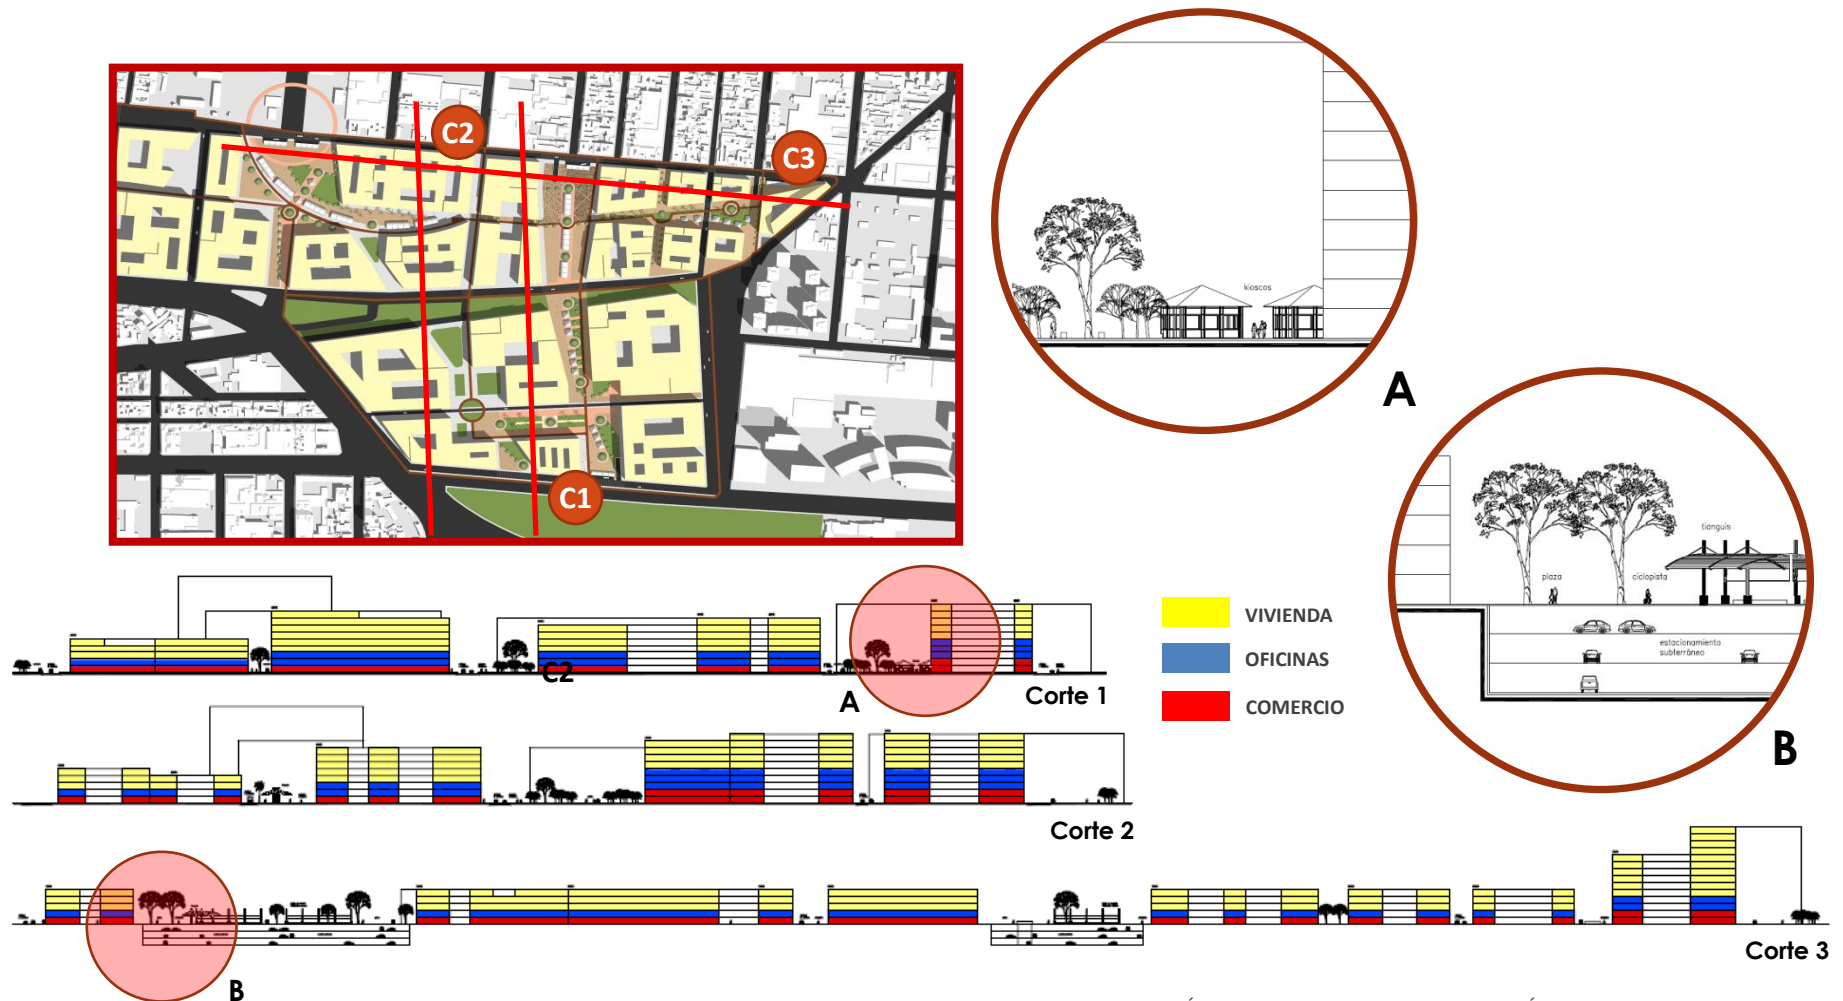 C2
C3
C1
kioscos
A
tianguis
plaza
ciclopista
estacionamiento
subterráneo
B
VIVIENDA
OFICINAS
COMERCIO
C2
A
Corte 1
Corte 2
Corte 3
B